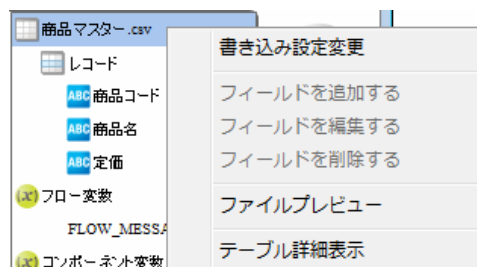 商品マスター.csv
レコード
ABC 商品コード
ABC 商品名
ABC 定価
(x) フロー変数
FLOW_MESSA
(x) コンポーネント変数
書き込み設定変更
フィールドを追加する
フィールドを編集する
フィールドを削除する
ファイルプレビュー
テーブル詳細表示